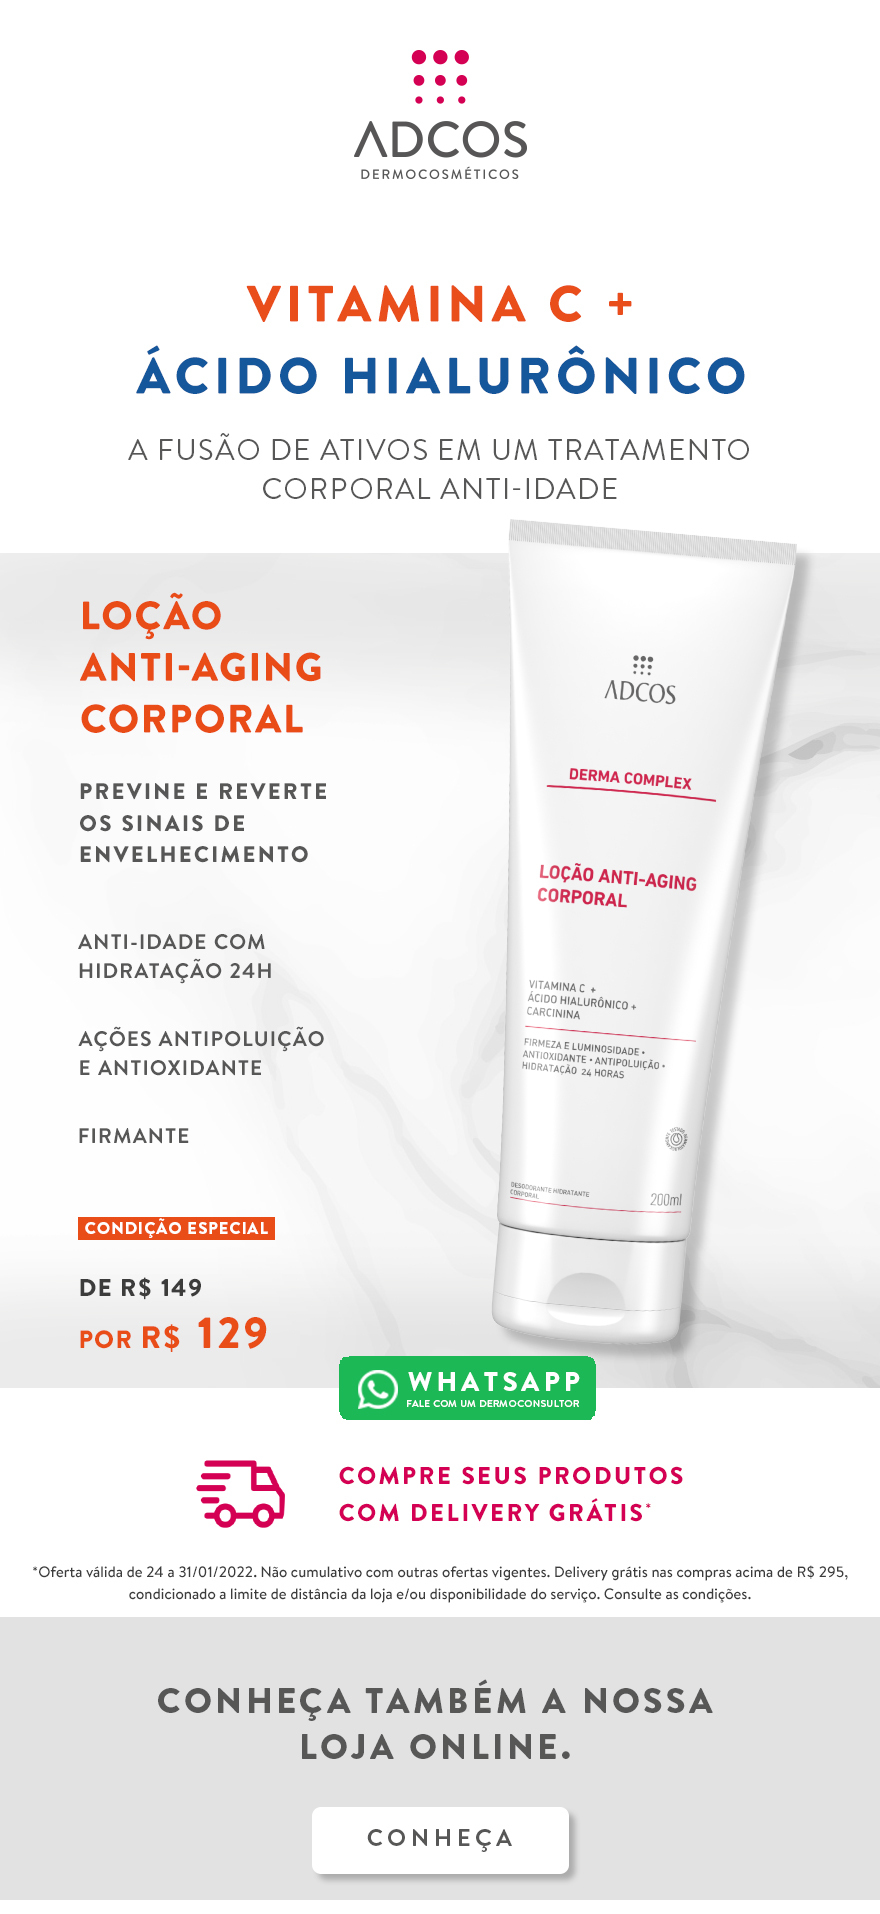 ADCOS
DERMOCOSMÉTICOS
VITAMINA C +
ÁCIDO HIALURÔNICO
A FUSÃO DE ATIVOS EM UM TRATAMENTO
CORPORAL ANTI-IDADE
LOÇÃO
ANTI-AGING
CORPORAL
PREVINE E REVERTE
OS SINAIS DE
ENVELHECIMENTO
ANTI-IDADE COM
HIDRATAÇÃO 24H
AÇÕES ANTIPOLUIÇÃO
E ANTIOXIDANTE
FIRMANTE
CONDIÇÃO ESPECIAL
DE R$ 149
POR R$ 129
ADCOS
DERMA COMPLEX
LOÇÃO ANTI-AGING
CORPORAL
VITAMINA C +
ÁCIDO HIALURÔNICO +
CARCININA
FIRMEZA E LUMINOSIDADE •
ANTIOXIDANTE • ANTIPOLUIÇÃO •
HIDRATAÇÃO 24 HORAS
DESODORANTE HIDRATANTE
CORPORAL
200ml
WHATSAPP
FALE COM UM DERMOCONSULTOR
COMPRE SEUS PRODUTOS
COM DELIVERY GRÁTIS*
*Oferta válida de 24 a 31/01/2022. Não cumulativo com outras ofertas vigentes. Delivery grátis nas compras acima de R$ 295,
condicionado a limite de distância da loja e/ou disponibilidade do serviço. Consulte as condições.
CONHEÇA TAMBÉM A NOSSA
LOJA ONLINE.
CONHEÇA